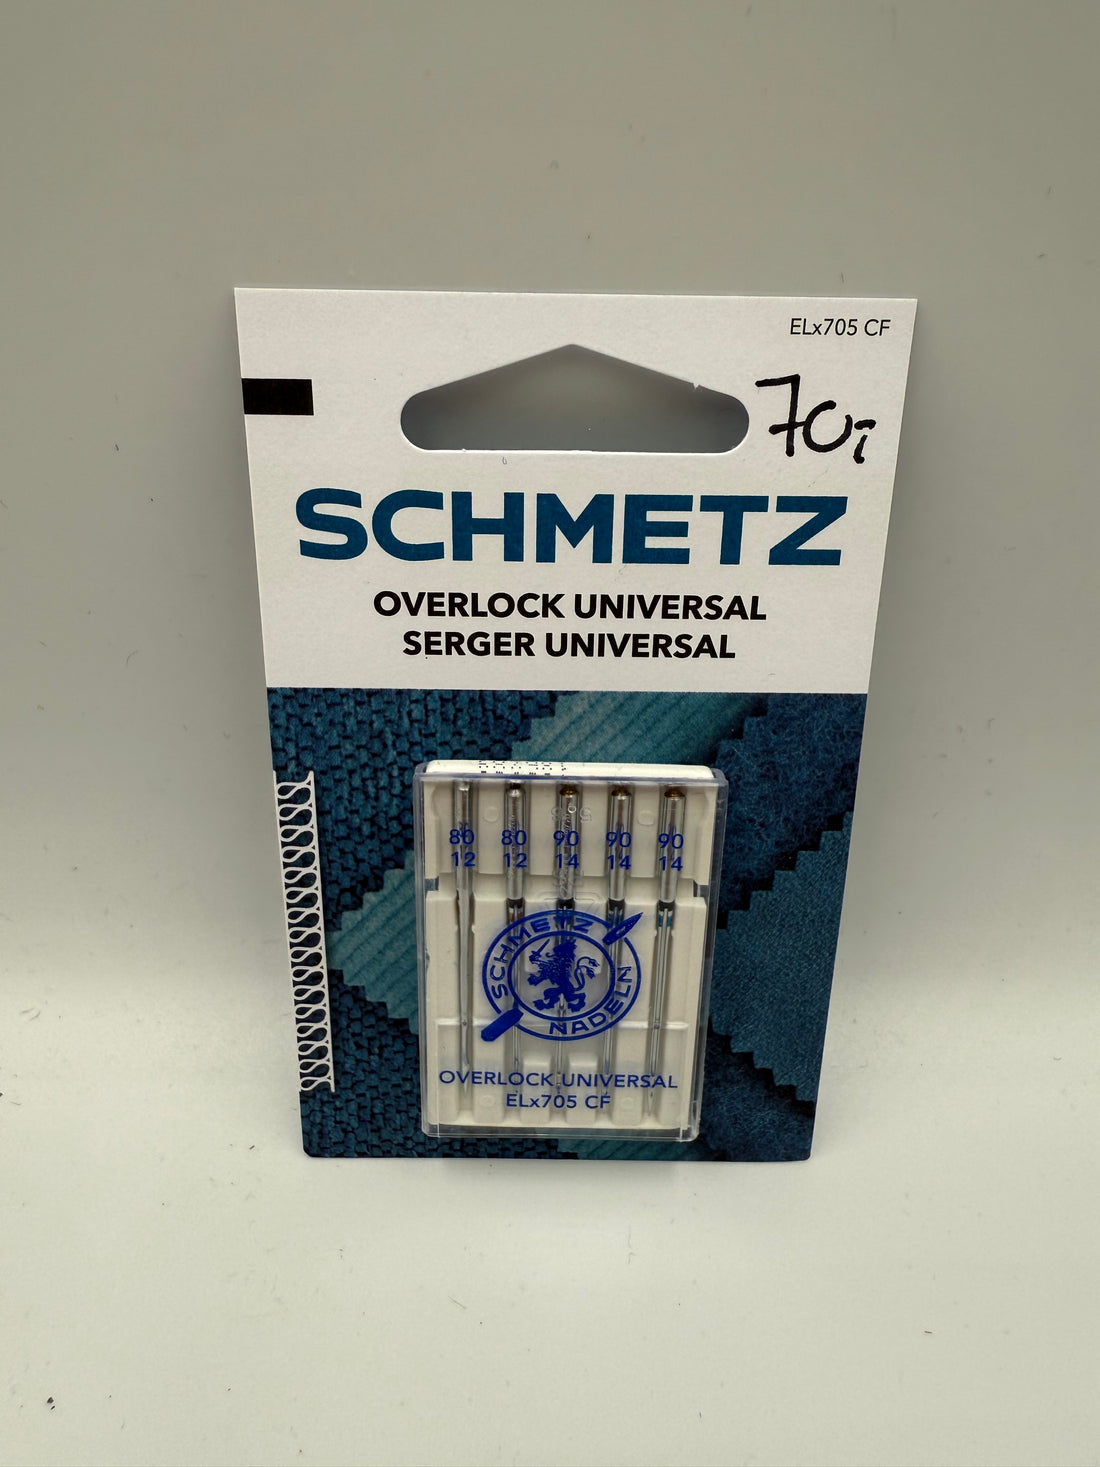 ELx705 CF
70;-
SCHMETZ
OVERLOCK UNIVERSAL
SERGER UNIVERSAL
80 80 90 90 90
12 12 14 14 14
SCHMETZ
NADELN
OVERLOCK UNIVERSAL
ELx705 CF